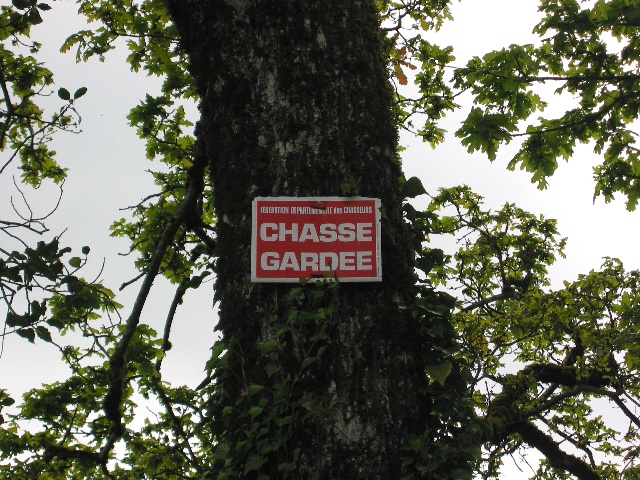 FEDERATION DEPARTEMENTALE des CHASSEURS
CHASSE
GARDEE